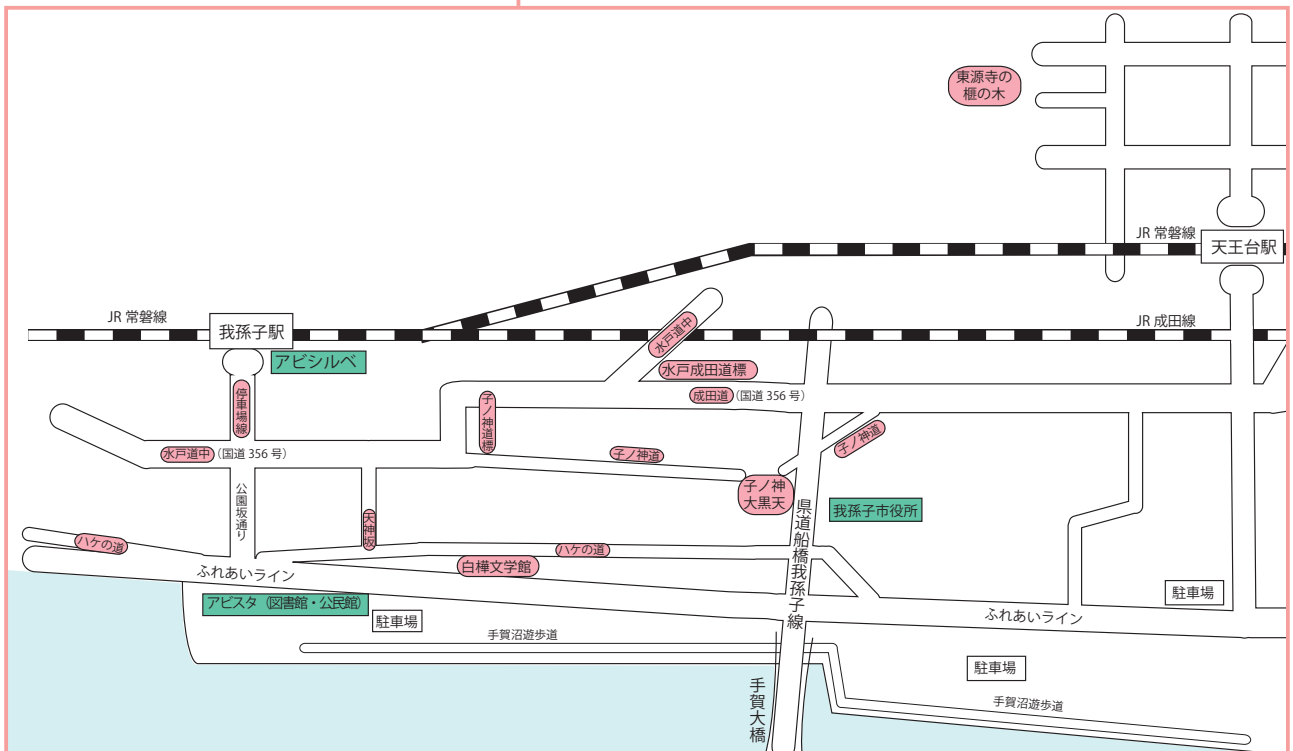 東源寺の
榧の木
JR 常磐線
天王台駅
JR 常磐線
我孫子駅
JR 成田線
アビシルベ
水戸道中
水戸成田道標
停車場線
子ノ神道標
成田道
(国道 356 号)
水戸道中
(国道 356 号)
子ノ神道
子ノ神道
子ノ神
大黒天
公園坂通り
天神坂
県道船橋我孫子線
我孫子市役所
ハケの道
ハケの道
白樺文学館
ふれあいライン
アビスタ(図書館・公民館)
駐車場
駐車場
ふれあいライン
手賀沼遊歩道
駐車場
手賀大橋
手賀沼遊歩道